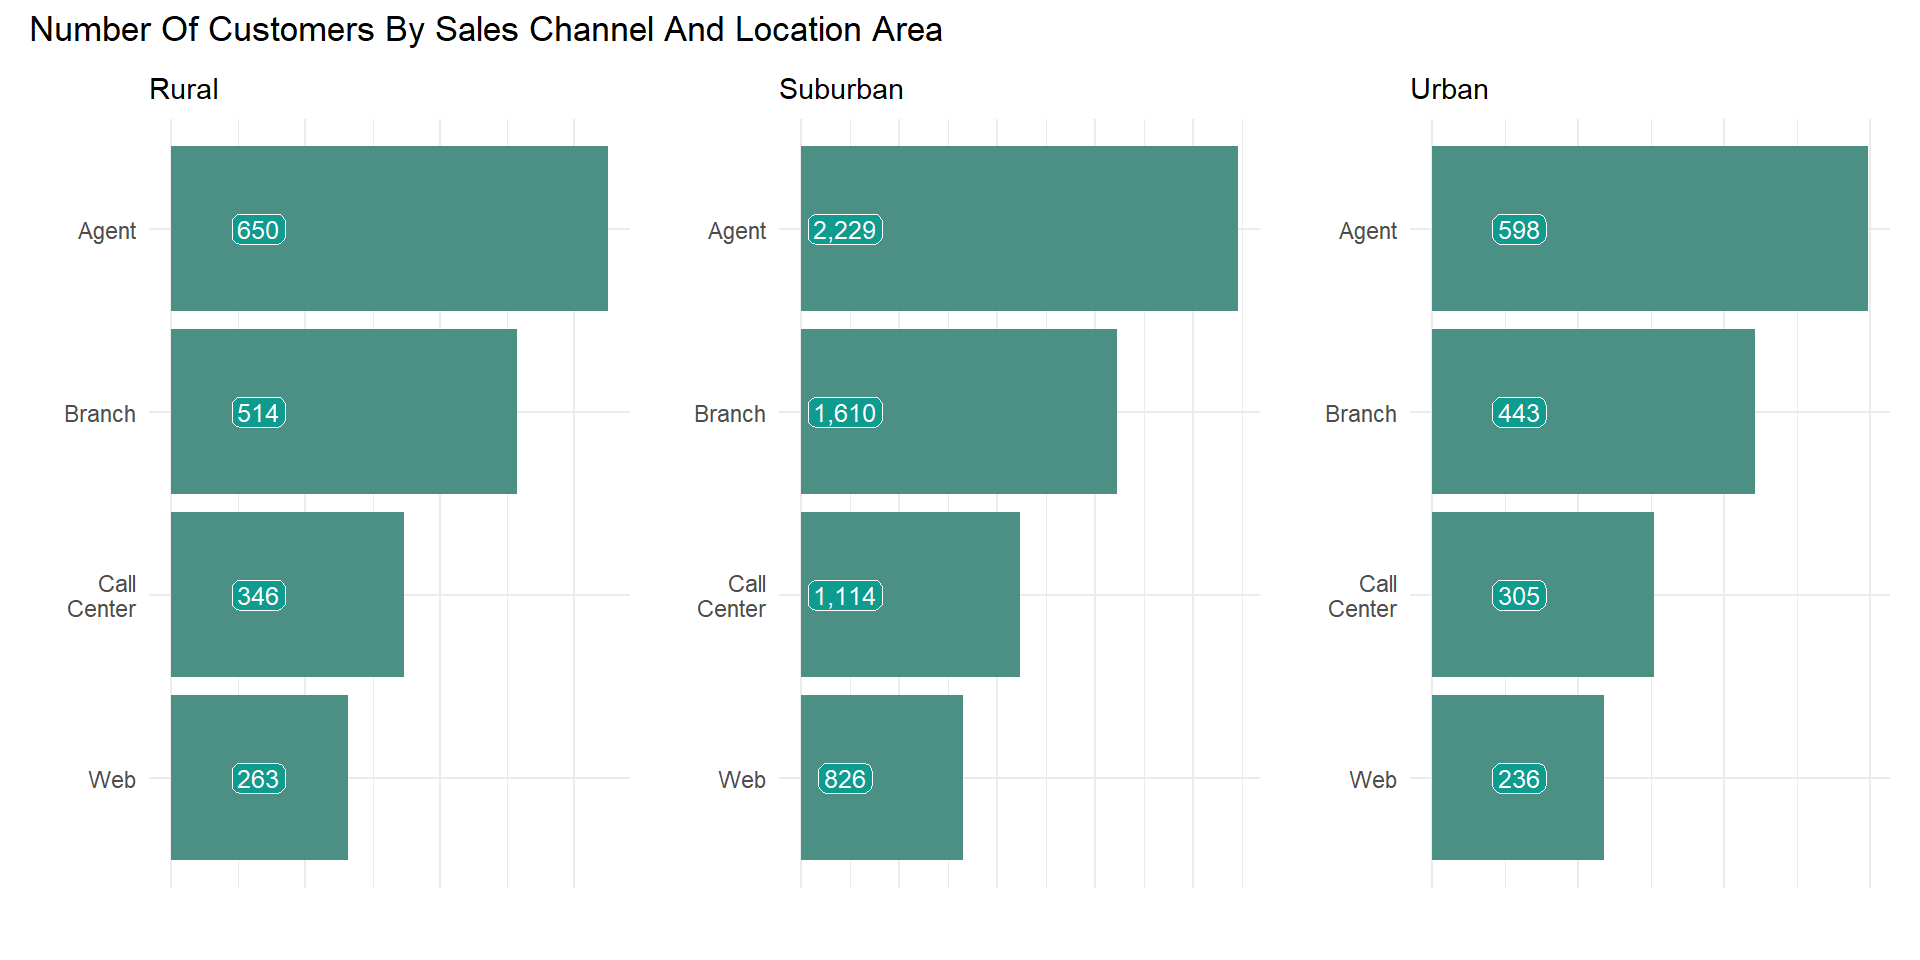 Number Of Customers By Sales Channel And Location Area
Rural
Agent
650
Branch
514
Call
Center
346
Web
263
Suburban
Agent
2,229
Branch
1,610
Call
Center
1,114
Web
826
Urban
Agent
598
Branch
443
Call
Center
305
Web
236